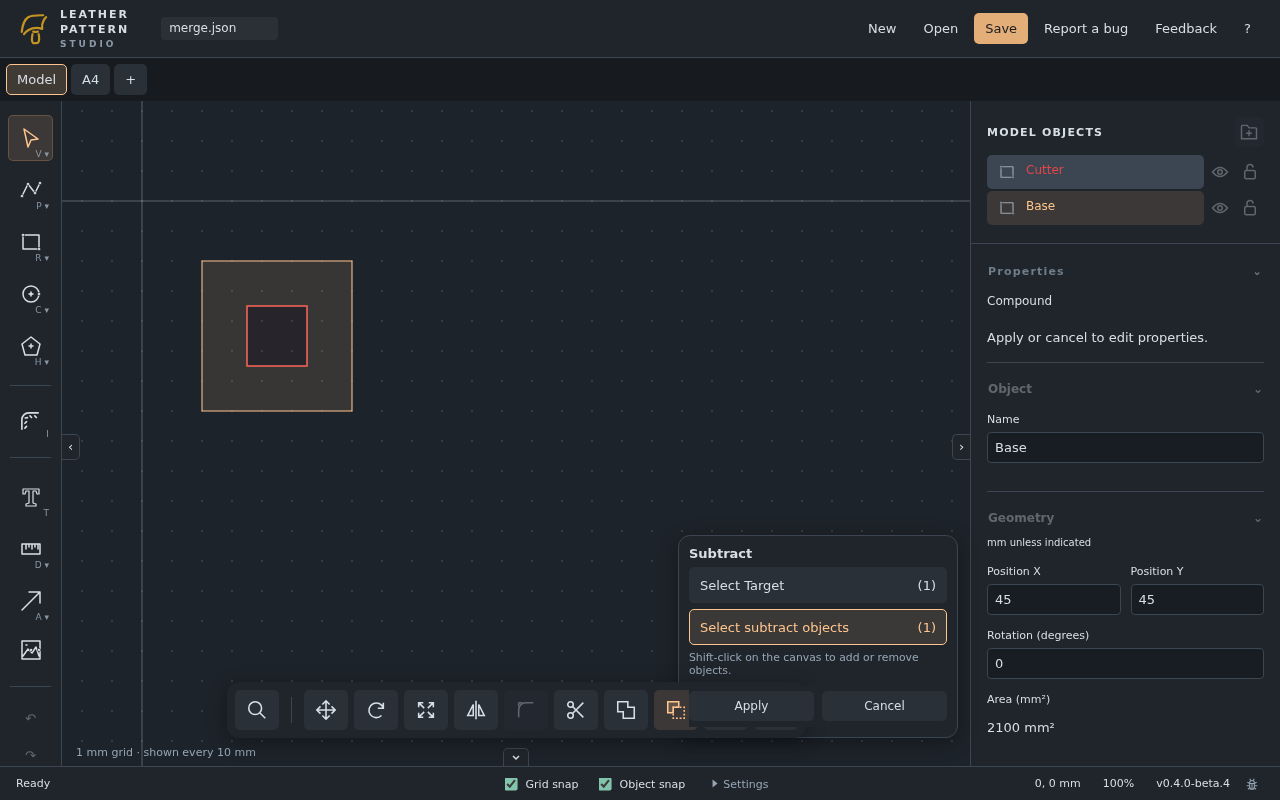 LEATHER
PATTERN
STUDIO
merge.json
New
Open
Save
Report a bug
Feedback
?
Model
A4
+
V
P
R
C
H
I
T
D
A
MODEL OBJECTS
Cutter
Base
Properties
Compound
Apply or cancel to edit properties.
Object
Name
Base
Geometry
mm unless indicated
Position X
Position Y
45
45
Rotation (degrees)
0
Area (mm²)
2100 mm²
Subtract
Select Target (1)
Select subtract objects (1)
Shift-click on the canvas to add or remove
objects.
Apply
Cancel
1 mm grid · shown every 10 mm
Ready
Grid snap
Object snap
Settings
0, 0 mm
100%
v0.4.0-beta.4